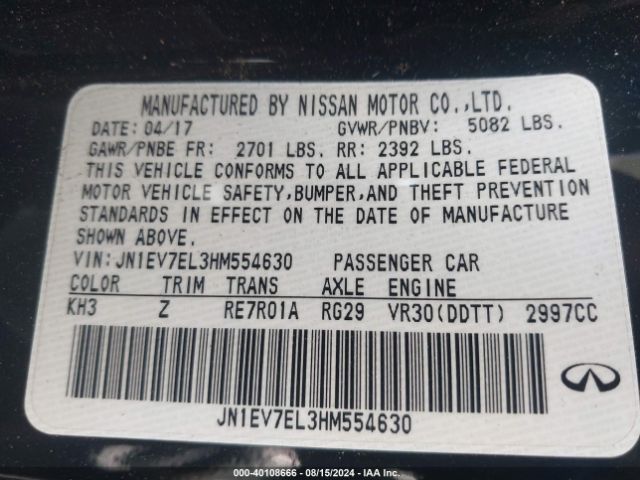 MANUFACTURED BY NISSAN MOTOR CO.,LTD.
DATE: 04/17 GVWR/PNBV: 5082 LBS.
GAWR/PNBE FR: 2701 LBS. RR: 2392 LBS.
THIS VEHICLE CONFORMS TO ALL APPLICABLE FEDERAL
MOTOR VEHICLE SAFETY,BUMPER,AND THEFT PREVENTION
STANDARDS IN EFFECT ON THE DATE OF MANUFACTURE
SHOWN ABOVE.
VIN:JN1EV7EL3HM554630 PASSENGER CAR
COLOR TRIM TRANS AXLE ENGINE
KH3 Z RE7R01A RG29 VR30(DDTT) 2997CC
JN1EV7EL3HM554630
000-40108666 - 08/15/2024 - IAA Inc.